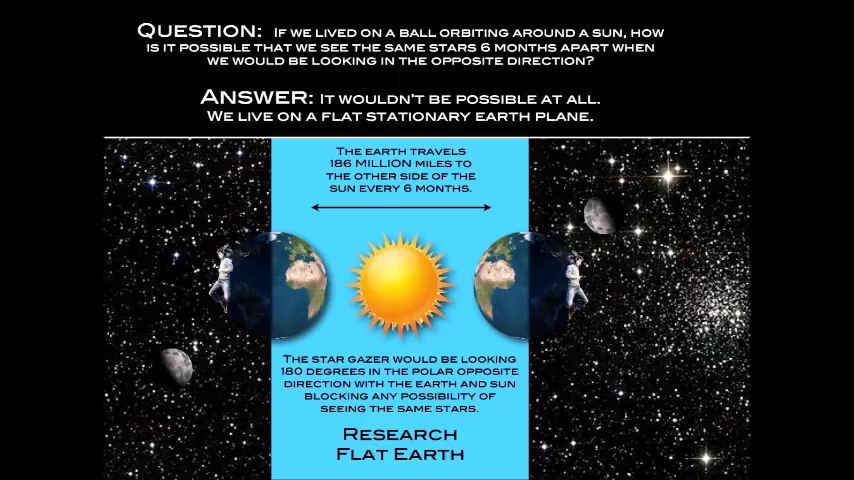 QUESTION: IF WE LIVED ON A BALL ORBITING AROUND A SUN, HOW
IS IT POSSIBLE THAT WE SEE THE SAME STARS 6 MONTHS APART WHEN
WE WOULD BE LOOKING IN THE OPPOSITE DIRECTION?
ANSWER: IT WOULDN'T BE POSSIBLE AT ALL.
WE LIVE ON A FLAT STATIONARY EARTH PLANE.
THE EARTH TRAVELS
186 MILLION MILES TO
THE OTHER SIDE OF THE
SUN EVERY 6 MONTHS.
THE STAR GAZER WOULD BE LOOKING
180 DEGREES IN THE POLAR OPPOSITE
DIRECTION WITH THE EARTH AND SUN
BLOCKING ANY POSSIBILITY OF
SEEING THE SAME STARS.
RESEARCH
FLAT EARTH